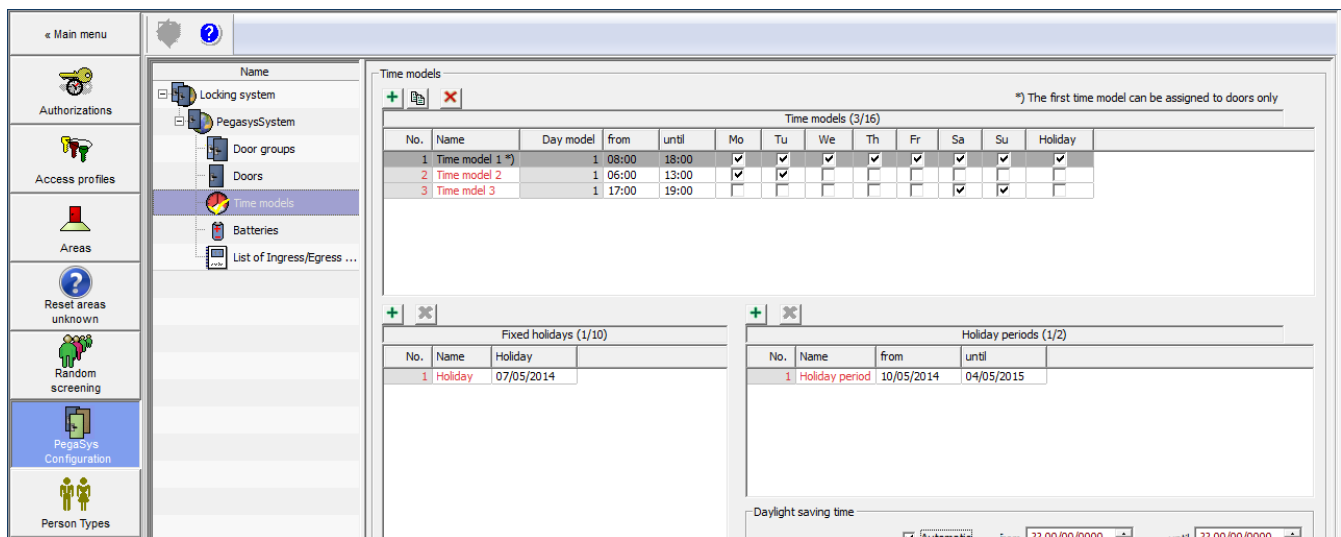 « Main menu
Authorizations
Access profiles
Areas
Reset areas
unknown
Random
screening
PegaSys
Configuration
Person Types
Name
Locking system
PegasysSystem
Door groups
Doors
Time models
Batteries
List of Ingress/Egress ...
Time models
*) The first time model can be assigned to doors only
Time models (3/16)
No. Name Day model from until Mo Tu We Th Fr Sa Su Holiday
1 Time model 1 *) 1 08:00 18:00
2 Time model 2 1 06:00 13:00
3 Time mdel 3 1 17:00 19:00
Fixed holidays (1/10)
No. Name Holiday
1 Holiday 07/05/2014
Holiday periods (1/2)
No. Name from until
1 Holiday period 10/05/2014 04/05/2015
Daylight saving time
Automatic